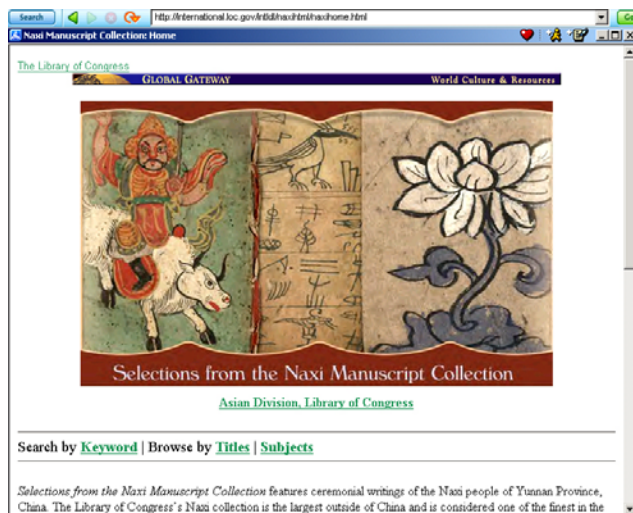 Search
http://international.loc.gov/intldl/naxihtml/naxihome.html
Naxi Manuscript Collection: Home
The Library of Congress
GLOBAL GATEWAY World Culture & Resources
Selections from the Naxi Manuscript Collection
Asian Division, Library of Congress
Search by Keyword | Browse by Titles | Subjects
Selections from the Naxi Manuscript Collection features ceremonial writings of the Naxi people of Yunnan Province,
China. The Library of Congress's Naxi collection is the largest outside of China and is considered one of the finest in the